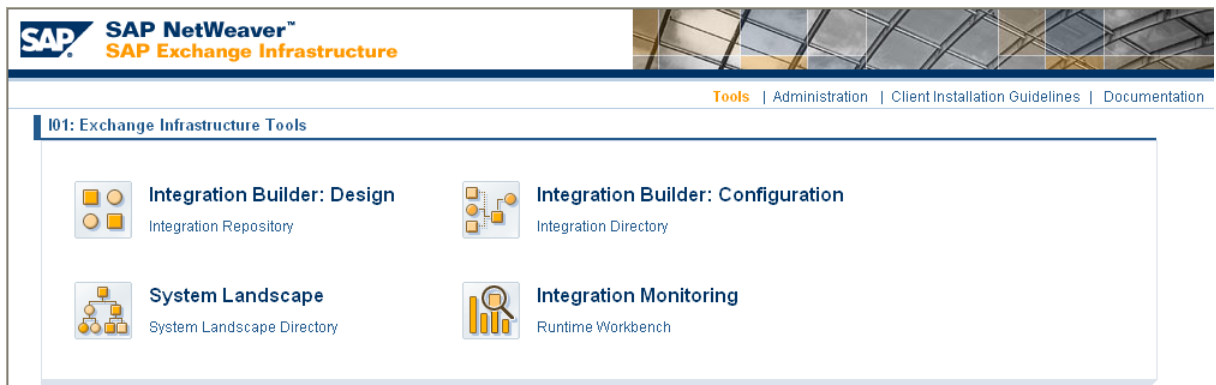 SAP
SAP NetWeaver™
SAP Exchange Infrastructure
Tools | Administration | Client Installation Guidelines | Documentation
I01: Exchange Infrastructure Tools
Integration Builder: Design
Integration Repository
Integration Builder: Configuration
Integration Directory
System Landscape
System Landscape Directory
Integration Monitoring
Runtime Workbench